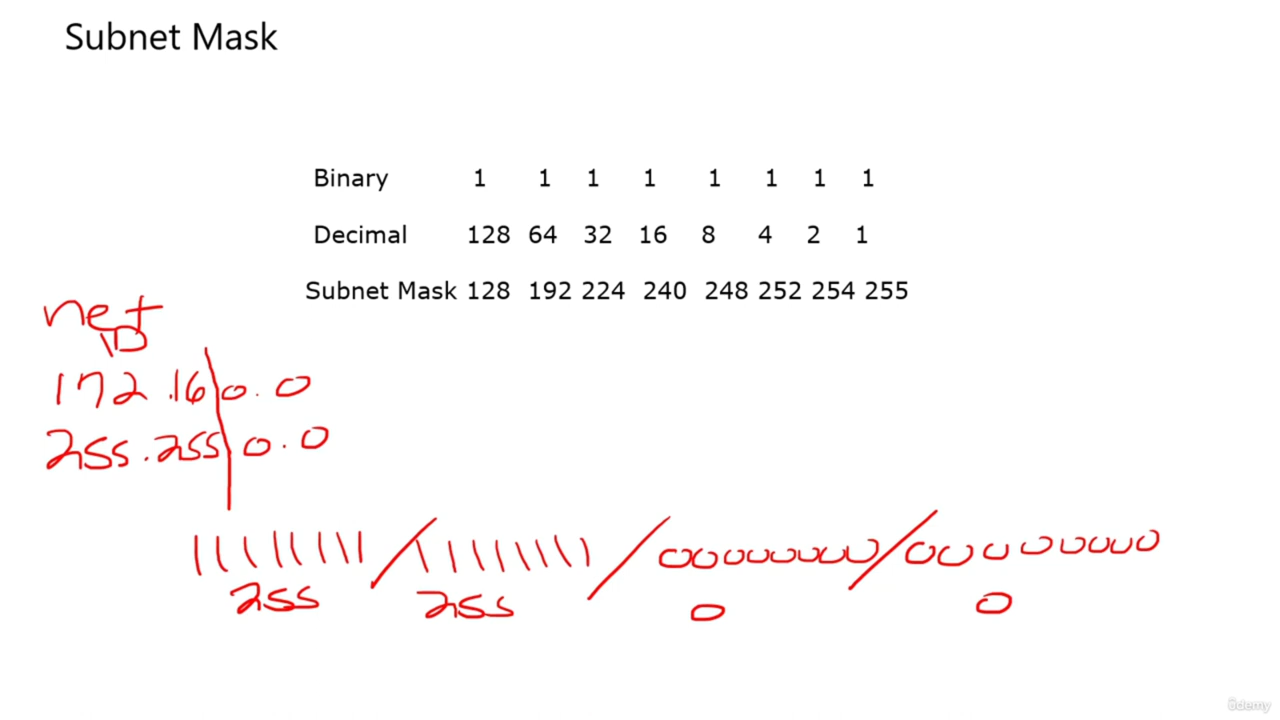 Subnet Mask
Binary 1 1 1 1 1 1 1 1
Decimal 128 64 32 16 8 4 2 1
Subnet Mask 128 192 224 240 248 252 254 255
net
ID
172.16 0.0
255.255 0.0
11111111 / 11111111 / 00000000 / 00000000
255 255 0 0
ûdemy